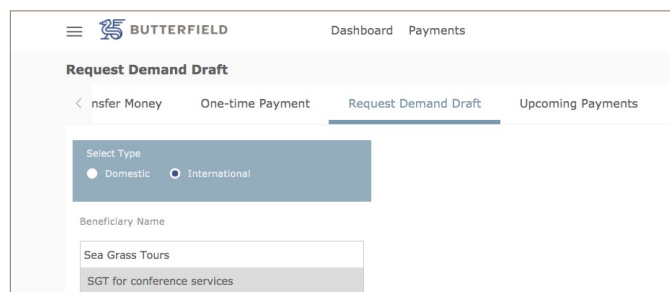 BUTTERFIELD Dashboard Payments
Request Demand Draft
nsfer Money One-time Payment Request Demand Draft Upcoming Payments
Select Type
Domestic International
Beneficiary Name
Sea Grass Tours
SGT for conference services